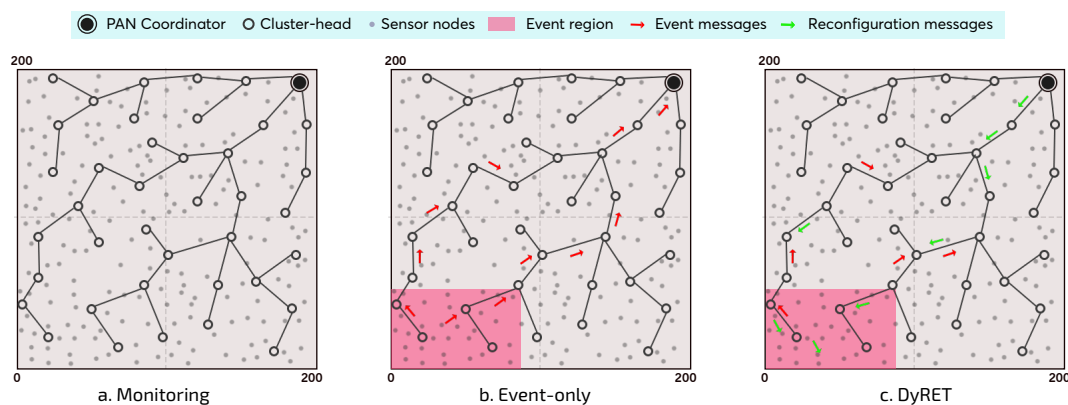 PAN Coordinator Cluster-head Sensor nodes Event region Event messages Reconfiguration messages
200 200 200
0 200 0 200 0 200
a. Monitoring b. Event-only c. DyRET